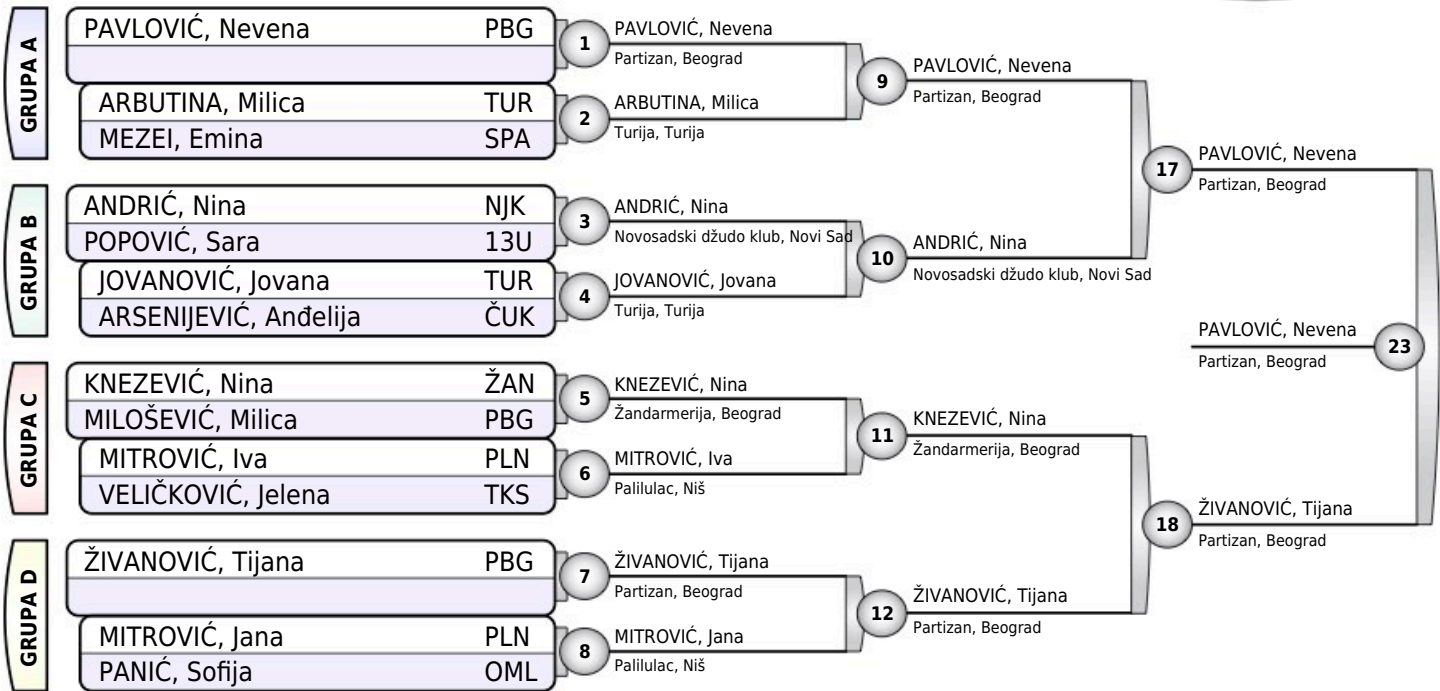 GRUPA A
PAVLOVIĆ, Nevena PBG
ARBUTINA, Milica TUR
MEZEI, Emina SPA
GRUPA B
ANDRIĆ, Nina NJK
POPOVIĆ, Sara 13U
JOVANOVIĆ, Jovana TUR
ARSENIJEVIĆ, Anđelija ČUK
GRUPA C
KNEZEVIĆ, Nina ŽAN
MILOŠEVIĆ, Milica PBG
MITROVIĆ, Iva PLN
VELIČKOVIĆ, Jelena TKS
GRUPA D
ŽIVANOVIĆ, Tijana PBG
MITROVIĆ, Jana PLN
PANIĆ, Sofija OML
1
PAVLOVIĆ, Nevena
Partizan, Beograd
2
ARBUTINA, Milica
Turija, Turija
3
ANDRIĆ, Nina
Novosadski džudo klub, Novi Sad
4
JOVANOVIĆ, Jovana
Turija, Turija
5
KNEZEVIĆ, Nina
Žandarmerija, Beograd
6
MITROVIĆ, Iva
Palilulac, Niš
7
ŽIVANOVIĆ, Tijana
Partizan, Beograd
8
MITROVIĆ, Jana
Palilulac, Niš
9
PAVLOVIĆ, Nevena
Partizan, Beograd
10
ANDRIĆ, Nina
Novosadski džudo klub, Novi Sad
11
KNEZEVIĆ, Nina
Žandarmerija, Beograd
12
ŽIVANOVIĆ, Tijana
Partizan, Beograd
17
PAVLOVIĆ, Nevena
Partizan, Beograd
18
ŽIVANOVIĆ, Tijana
Partizan, Beograd
PAVLOVIĆ, Nevena
Partizan, Beograd
23